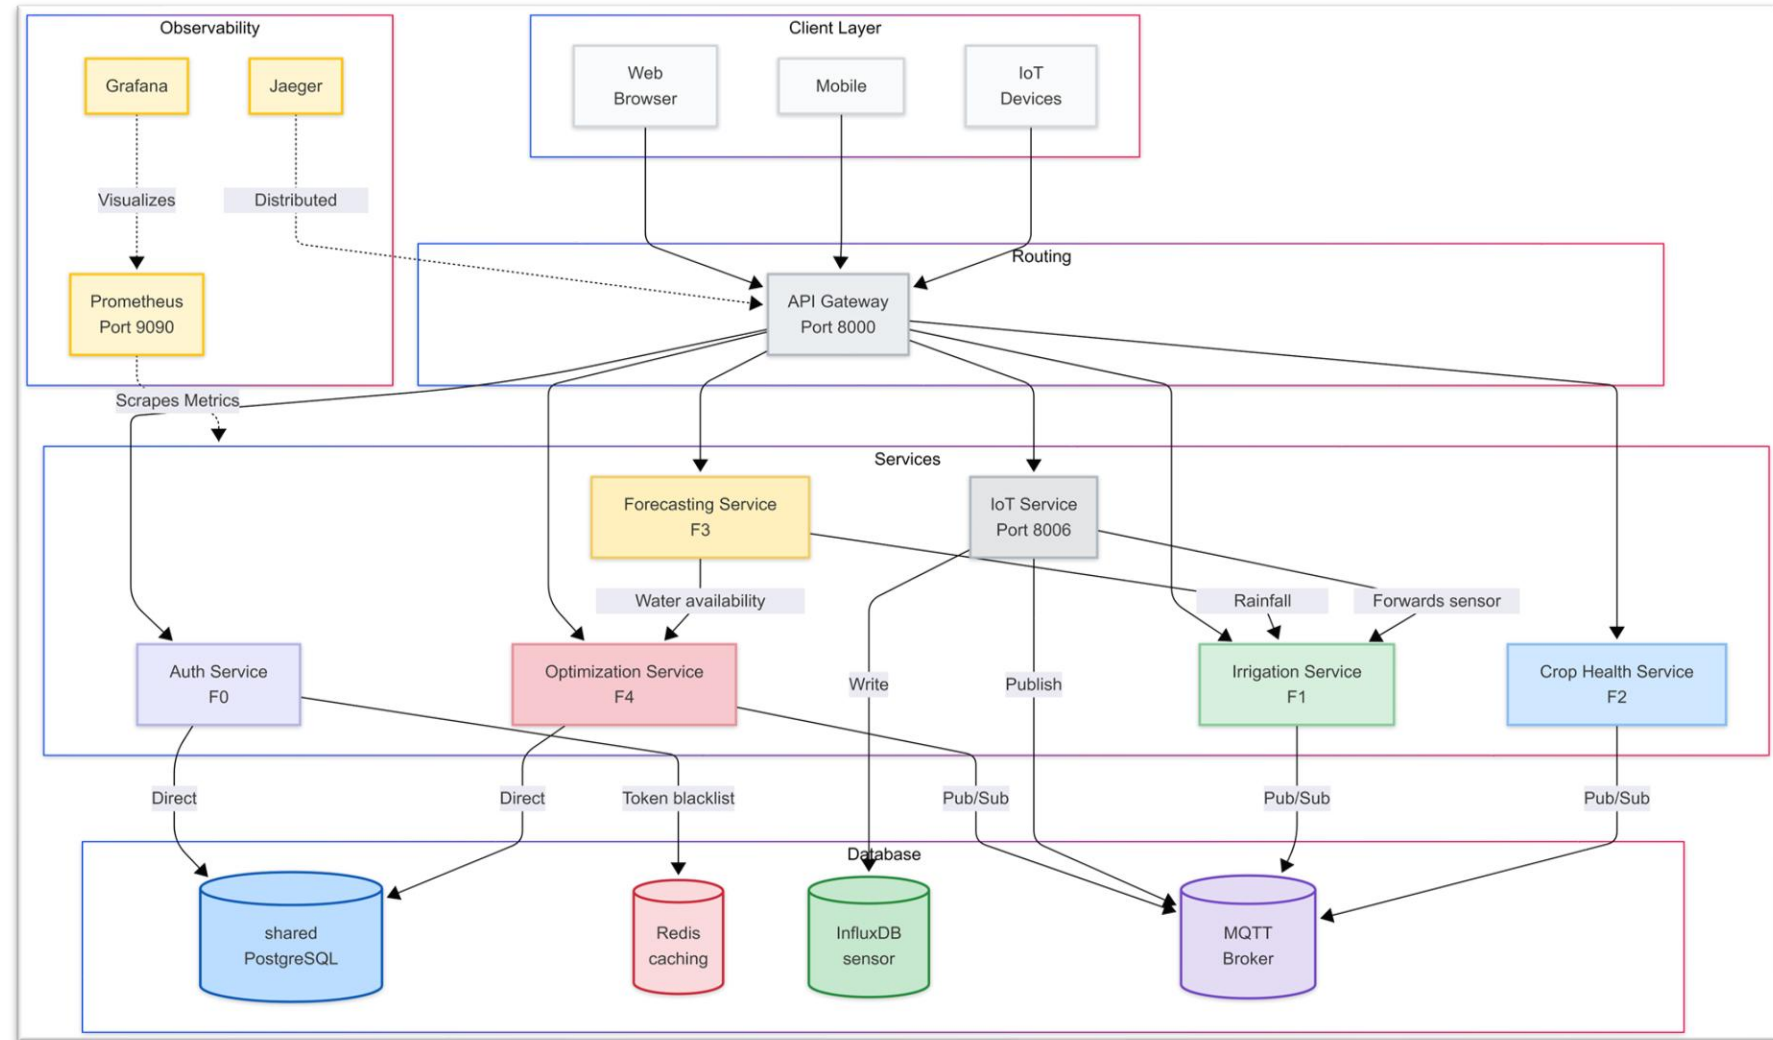 Observability
Client Layer
Grafana
Jaeger
Web
Browser
Mobile
IoT
Devices
Visualizes
Distributed
Routing
Prometheus
Port 9090
API Gateway
Port 8000
Scrapes Metrics
Services
Forecasting Service
F3
IoT Service
Port 8006
Water availability
Rainfall
Forwards sensor
Auth Service
F0
Optimization Service
F4
Write
Publish
Irrigation Service
F1
Crop Health Service
F2
Direct
Direct
Token blacklist
Pub/Sub
Pub/Sub
Pub/Sub
Database
shared
PostgreSQL
Redis
caching
InfluxDB
sensor
MQTT
Broker